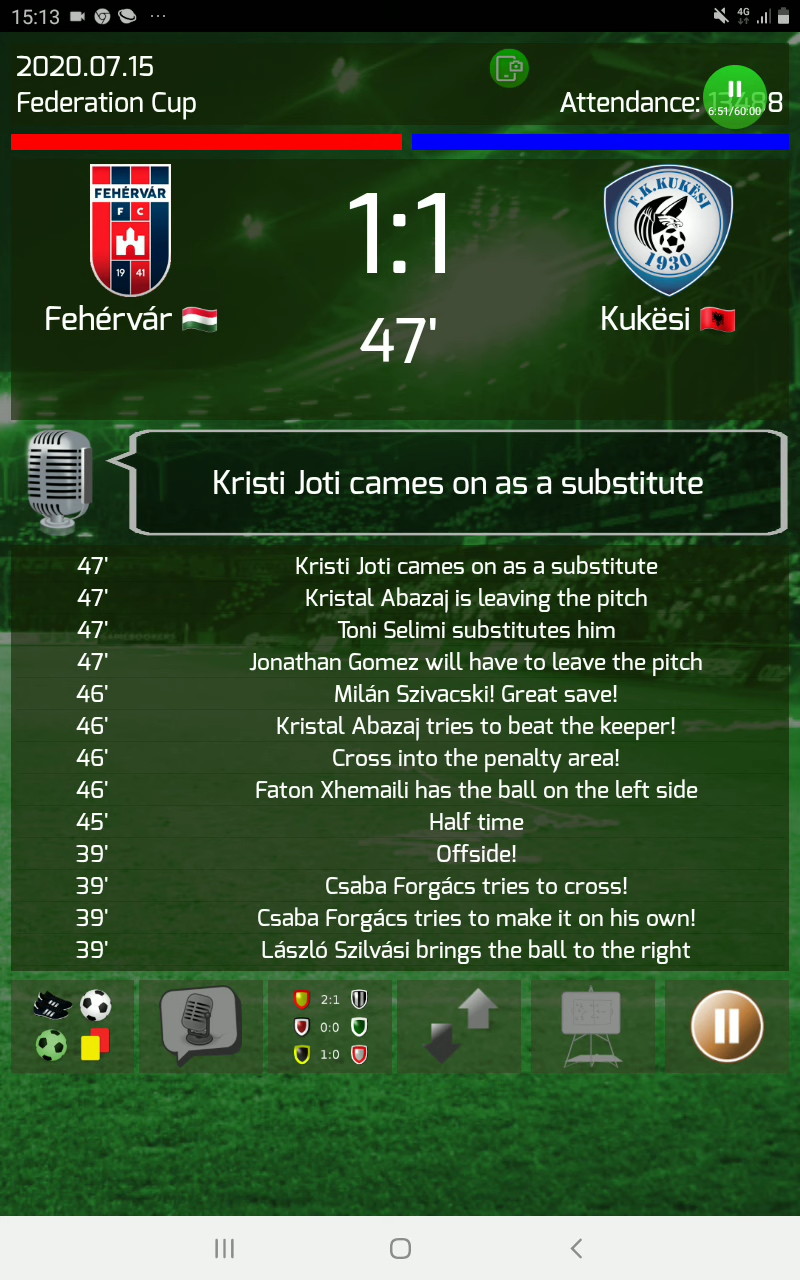 15:13
4G
2020.07.15
Federation Cup
Attendance:
6:51/60:00
FEHÉRVÁR
F C
19 41
Fehérvár
1:1
47'
F.K.KUKËSI
1930
Kukësi
Kristi Joti cames on as a substitute
47' Kristi Joti cames on as a substitute
47' Kristal Abazaj is leaving the pitch
47' Toni Selimi substitutes him
47' Jonathan Gomez will have to leave the pitch
46' Milán Szivacski! Great save!
46' Kristal Abazaj tries to beat the keeper!
46' Cross into the penalty area!
46' Faton Xhemaili has the ball on the left side
45' Half time
39' Offside!
39' Csaba Forgács tries to cross!
39' Csaba Forgács tries to make it on his own!
39' László Szilvási brings the ball to the right
2:1
0:0
1:0